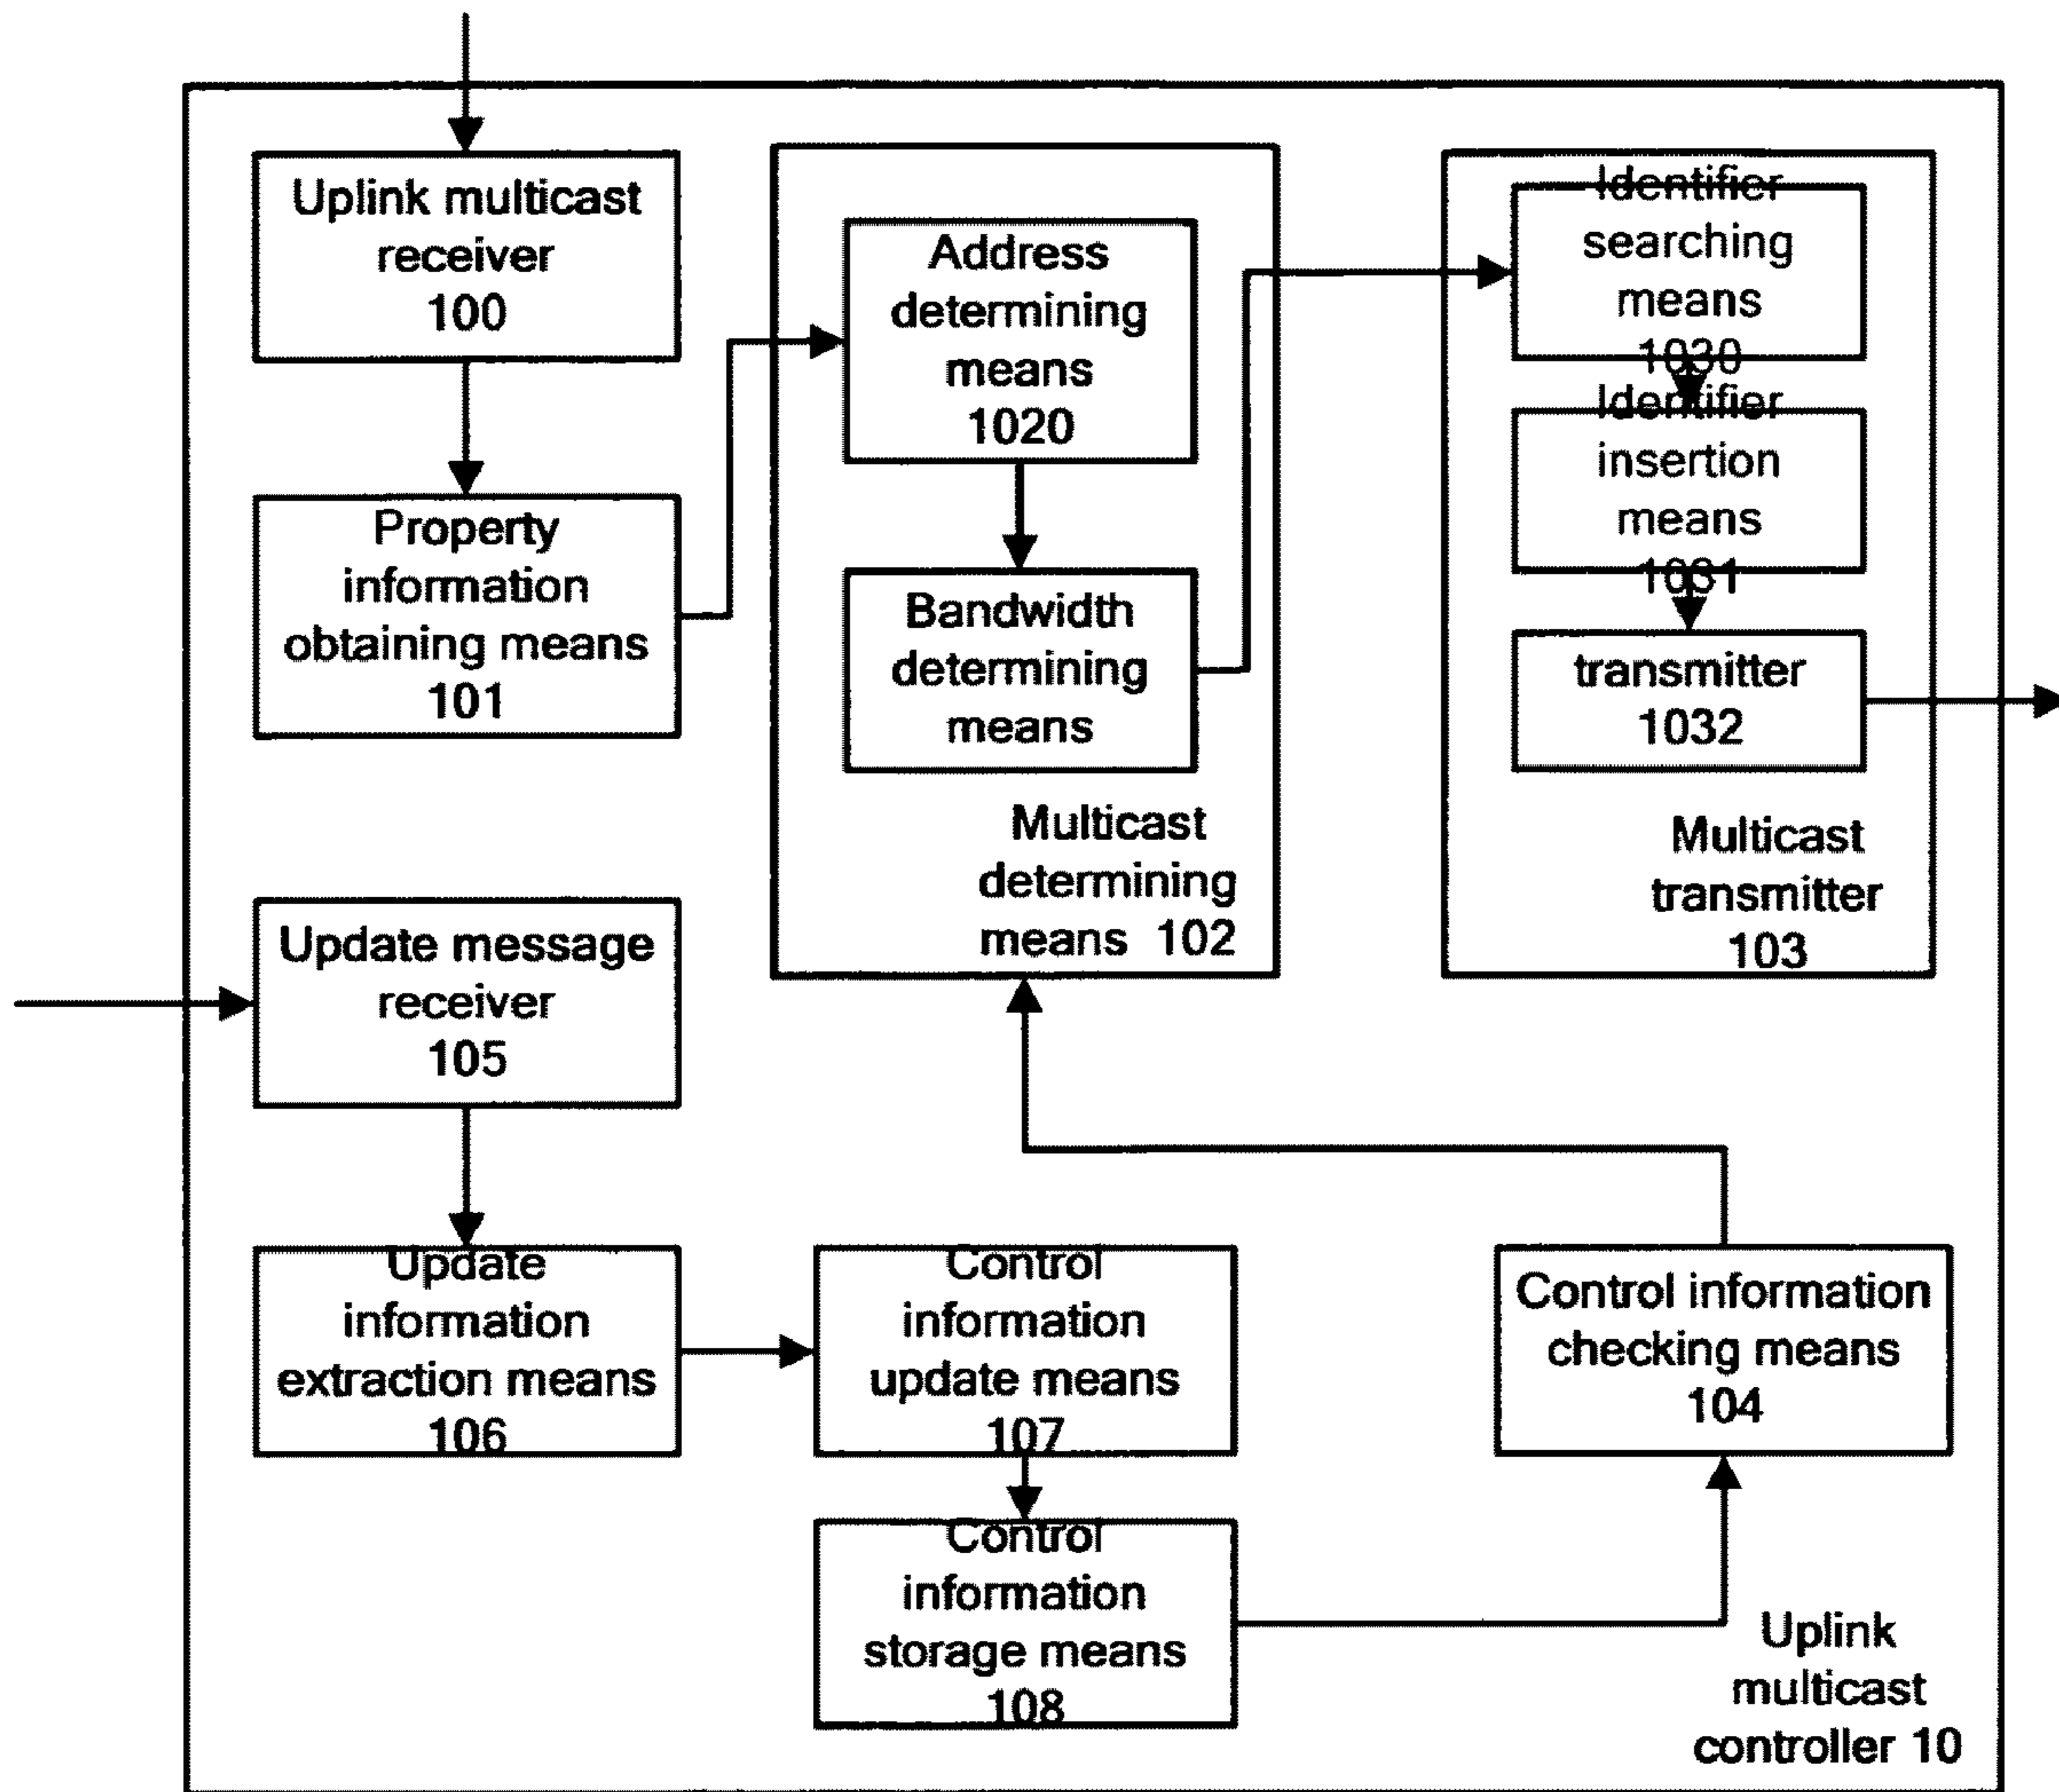 Uplink multicast
receiver
100
Property
information
obtaining means
101
Address
determining
means
1020
Bandwidth
determining
means
Multicast
determining
means 102
Identifier
searching
means
1030
Identifier
insertion
means
1031
transmitter
1032
Multicast
transmitter
103
Update message
receiver
105
Update
information
extraction means
106
Control
information
update means
107
Control
information
storage means
108
Control information
checking means
104
Uplink
multicast
controller 10